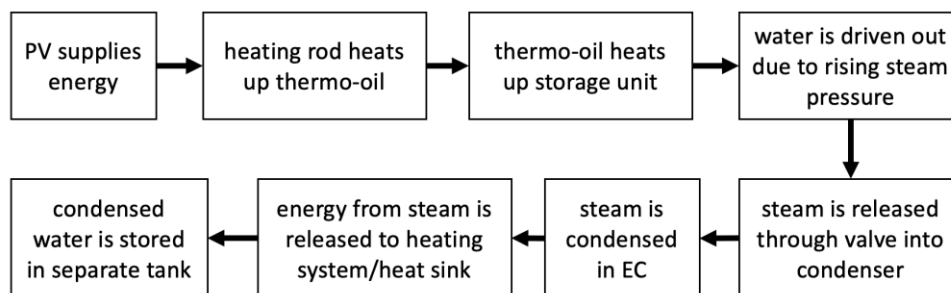 PV supplies
energy
heating rod heats
up thermo-oil
thermo-oil heats
up storage unit
water is driven out
due to rising steam
pressure
steam is released
through valve into
condenser
steam is
condensed
in EC
energy from steam is
released to heating
system/heat sink
condensed
water is stored
in separate tank